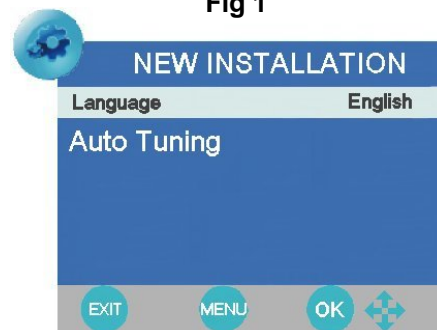 Fig 1
NEW INSTALLATION
Language English
Auto Tuning
EXIT MENU OK